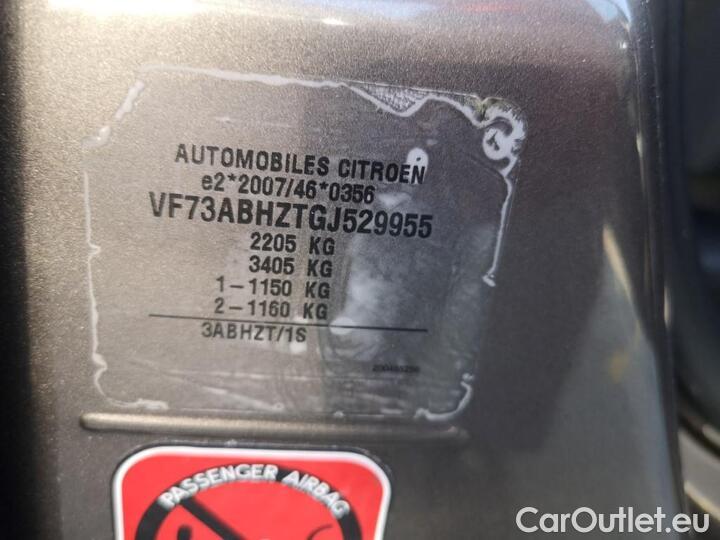 AUTOMOBILES CITROEN
e2*2007/46*0356
VF73ABHZTGJ529955
2205 KG
3405 KG
1-1150 KG
2-1160 KG
3ABHZT/1S
PASSENGER AIRBAG
CarOutlet.eu